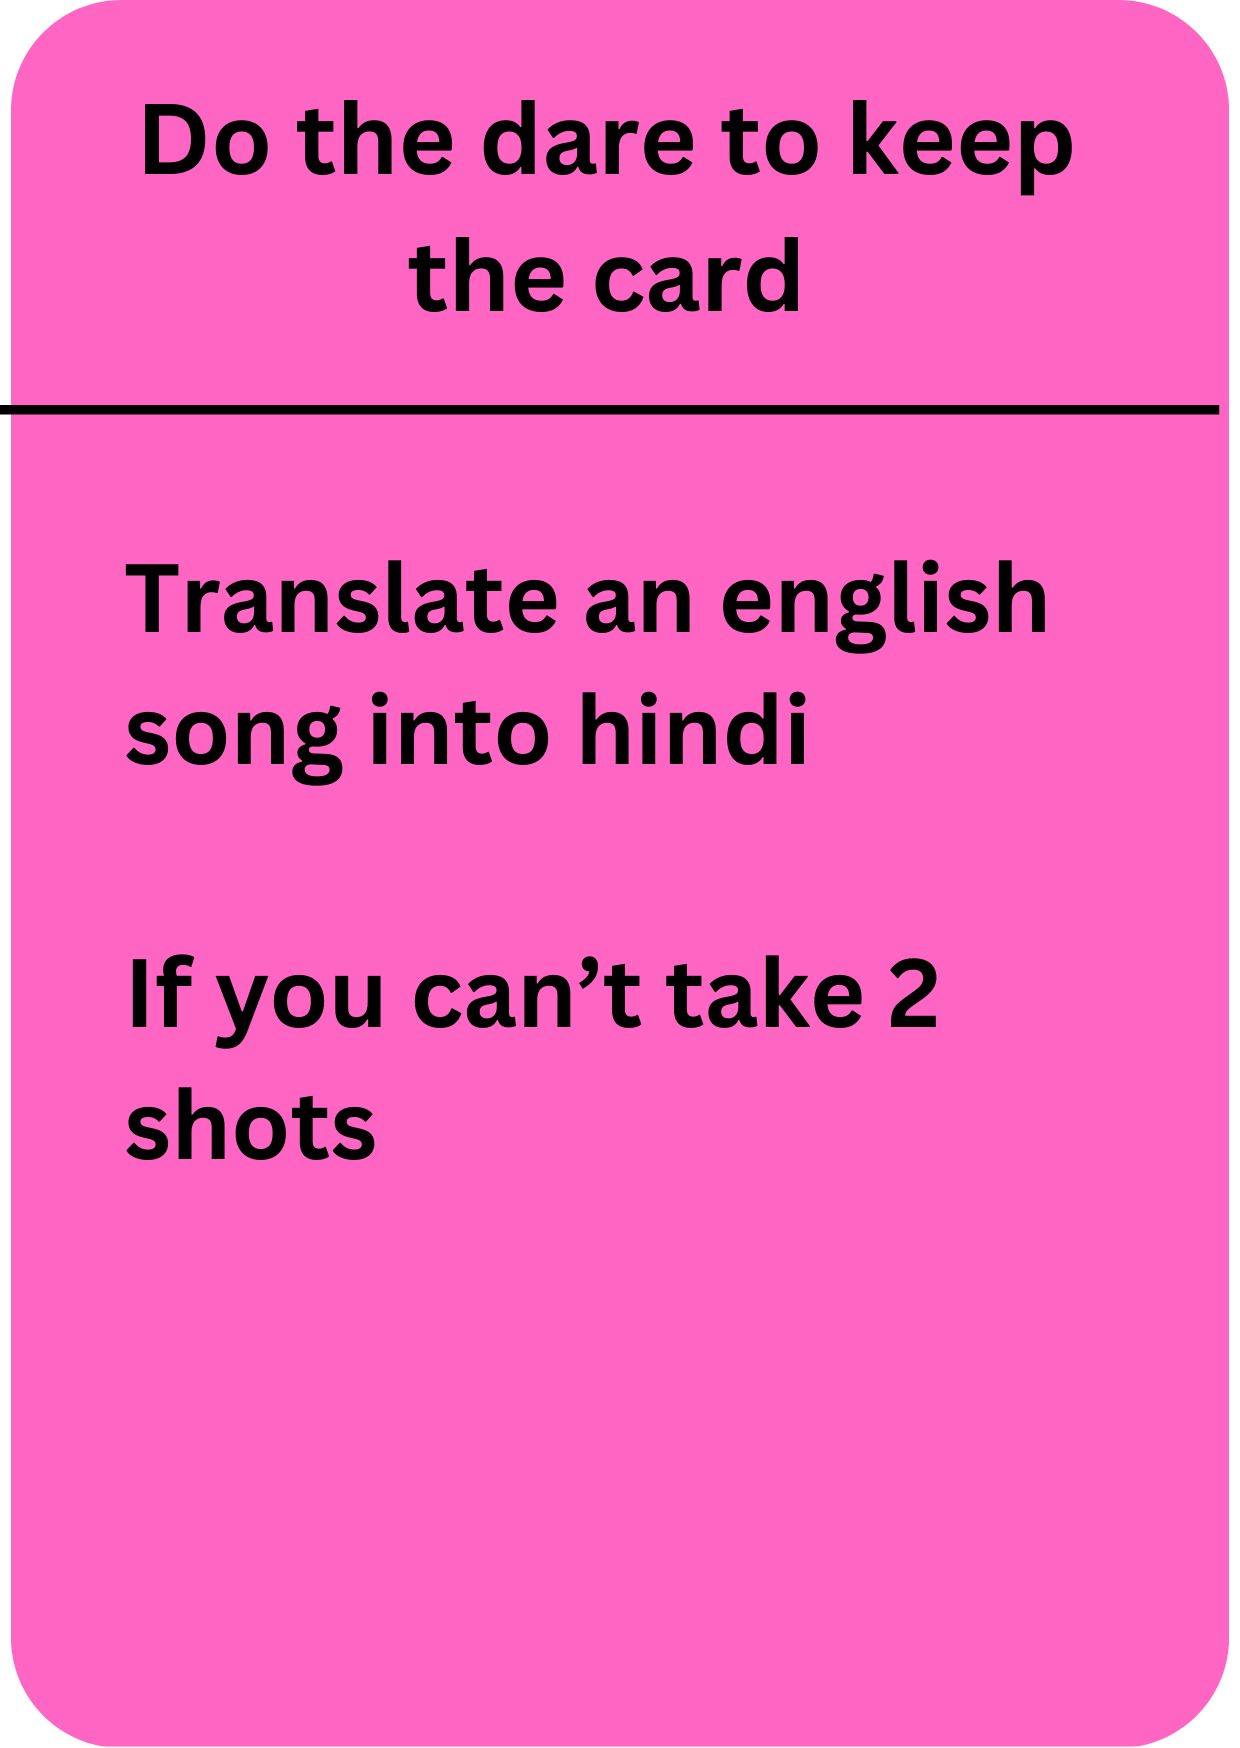 Do the dare to keep
the card
Translate an english
song into hindi
If you can’t take 2
shots